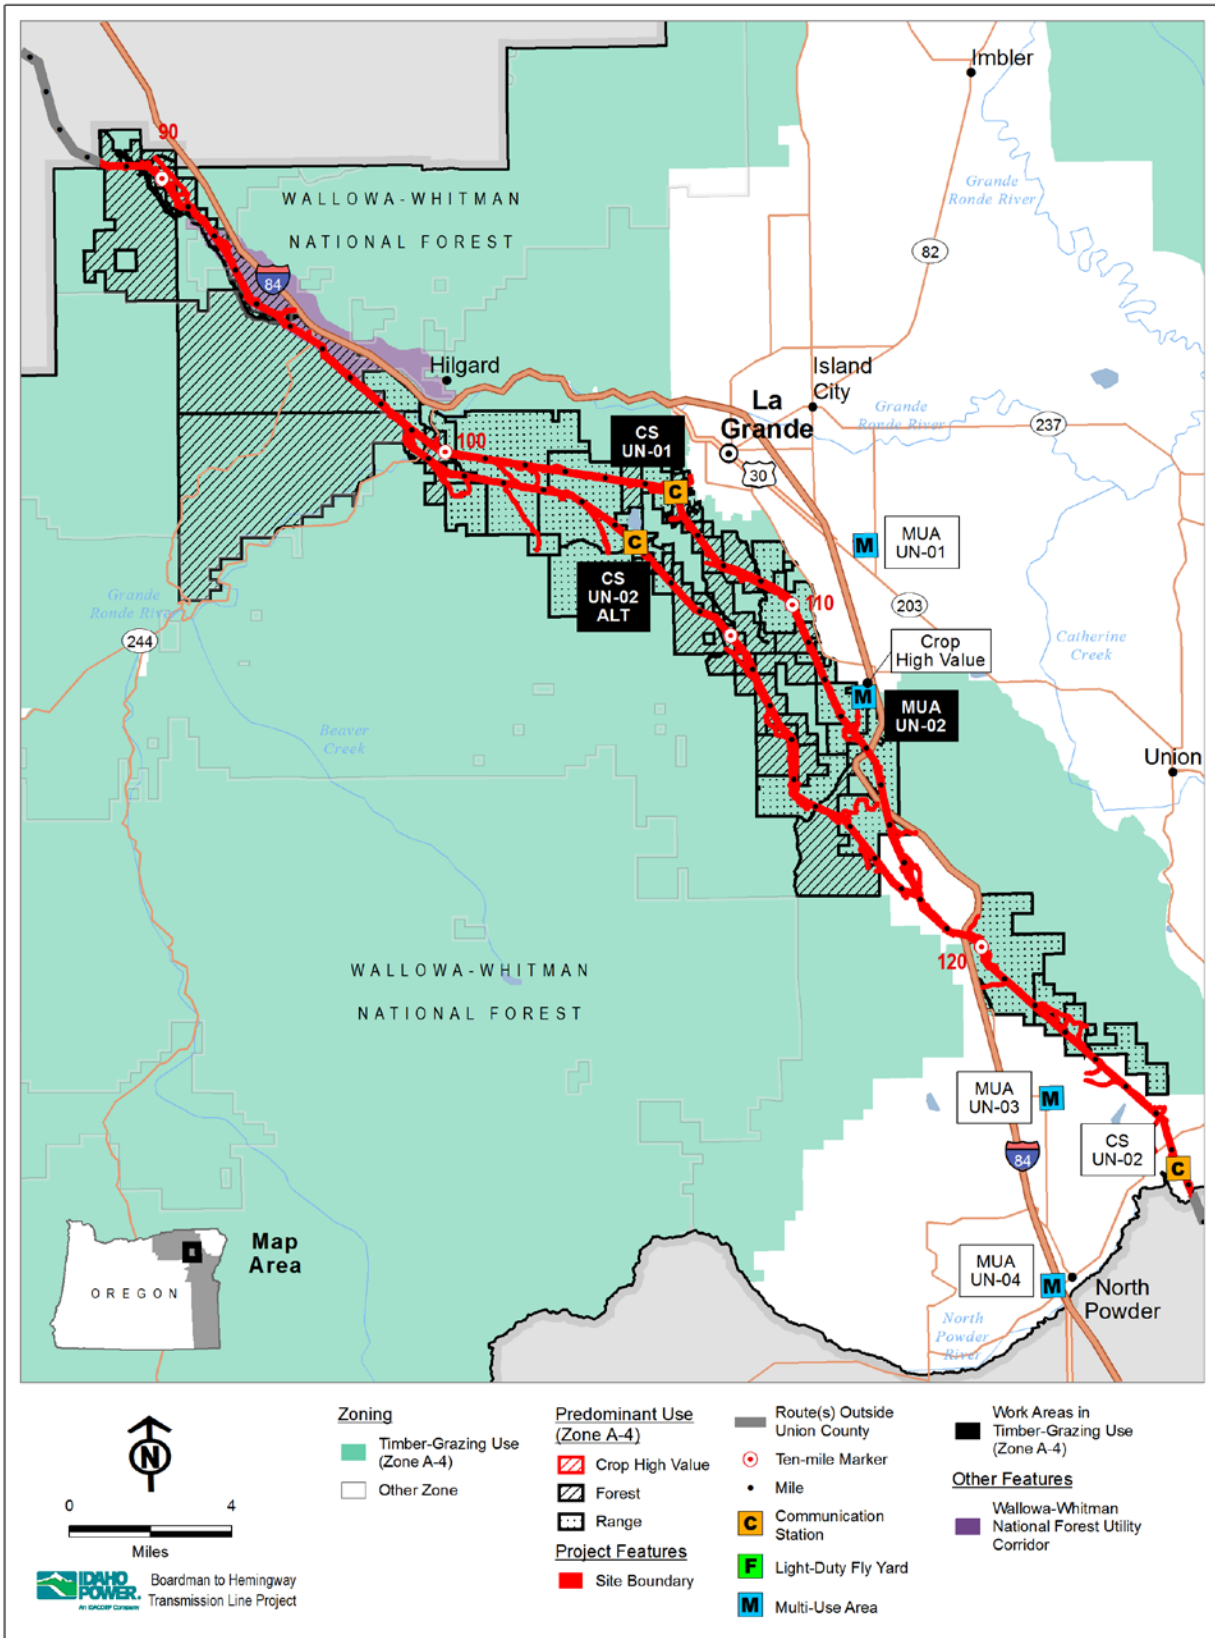 Imbler
90
WALLOWA-WHITMAN
NATIONAL FOREST
Grande
Ronde River
82
84
Hilgard
Island
City
La
Grande
Grande
Ronde River
237
CS
UN-01
100
30
C
MUA
UN-01
M
C
CS
UN-02
ALT
Grande
Ronde River
244
110
203
Crop
High Value
Catherine
Creek
M
MUA
UN-02
Beaver
Creek
Union
WALLOWA-WHITMAN
NATIONAL FOREST
120
MUA
UN-03
M
CS
UN-02
C
84
Map
Area
OREGON
MUA
UN-04
M
North
Powder
North
Powder
River
N
0 4
Miles
IDAHO
POWER.
An IDACORP Company
Boardman to Hemingway
Transmission Line Project
Zoning
Timber-Grazing Use
(Zone A-4)
Other Zone
Predominant Use
(Zone A-4)
Crop High Value
Forest
Range
Project Features
Site Boundary
Route(s) Outside
Union County
Ten-mile Marker
Mile
C Communication
Station
F Light-Duty Fly Yard
M Multi-Use Area
Work Areas in
Timber-Grazing Use
(Zone A-4)
Other Features
Wallowa-Whitman
National Forest Utility
Corridor